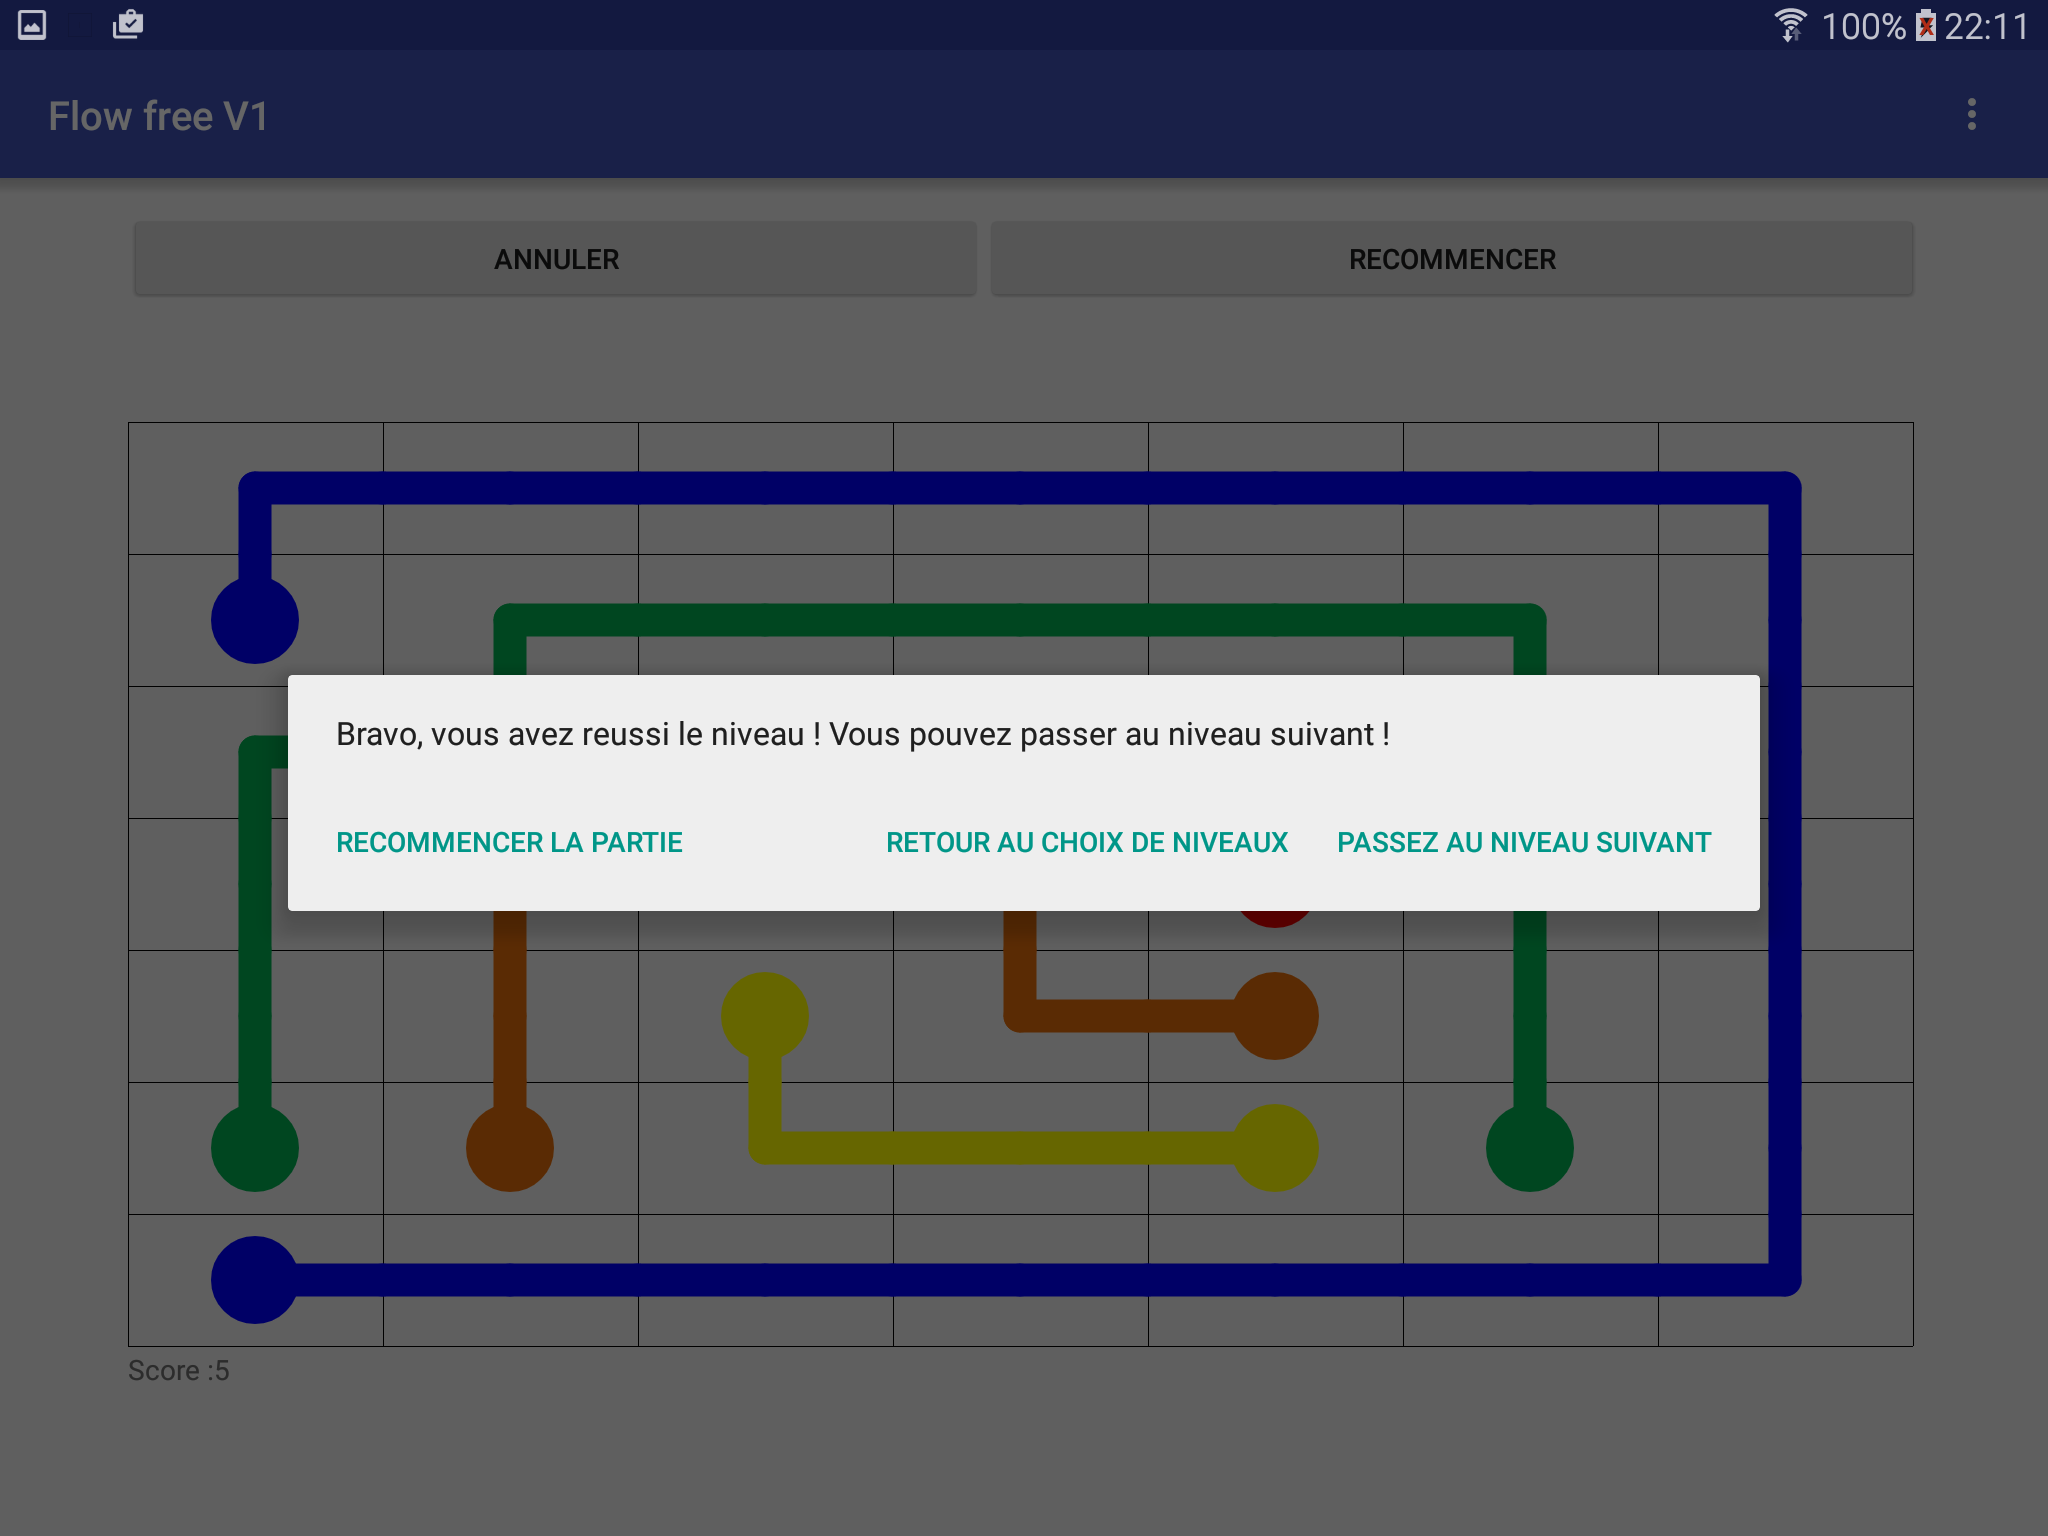 100% 22:11
Flow free V1
ANNULER RECOMMENCER
Bravo, vous avez reussi le niveau ! Vous pouvez passer au niveau suivant !
RECOMMENCER LA PARTIE RETOUR AU CHOIX DE NIVEAUX PASSEZ AU NIVEAU SUIVANT
Score :5